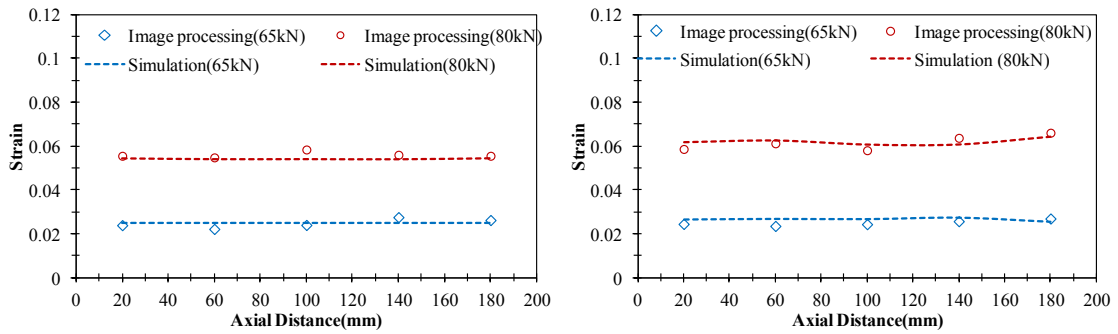 0.12
Image processing(65kN)
Image processing(80kN)
Simulation(65kN)
Simulation(80kN)
0.1
0.08
0.06
0.04
0.02
0
Strain
0 20 40 60 80 100 120 140 160 180 200
Axial Distance(mm)
0.12
Image processing(65kN)
Image processing(80kN)
Simulation(65kN)
Simulation (80kN)
0.1
0.08
0.06
0.04
0.02
0
Strain
0 20 40 60 80 100 120 140 160 180 200
Axial Distance(mm)